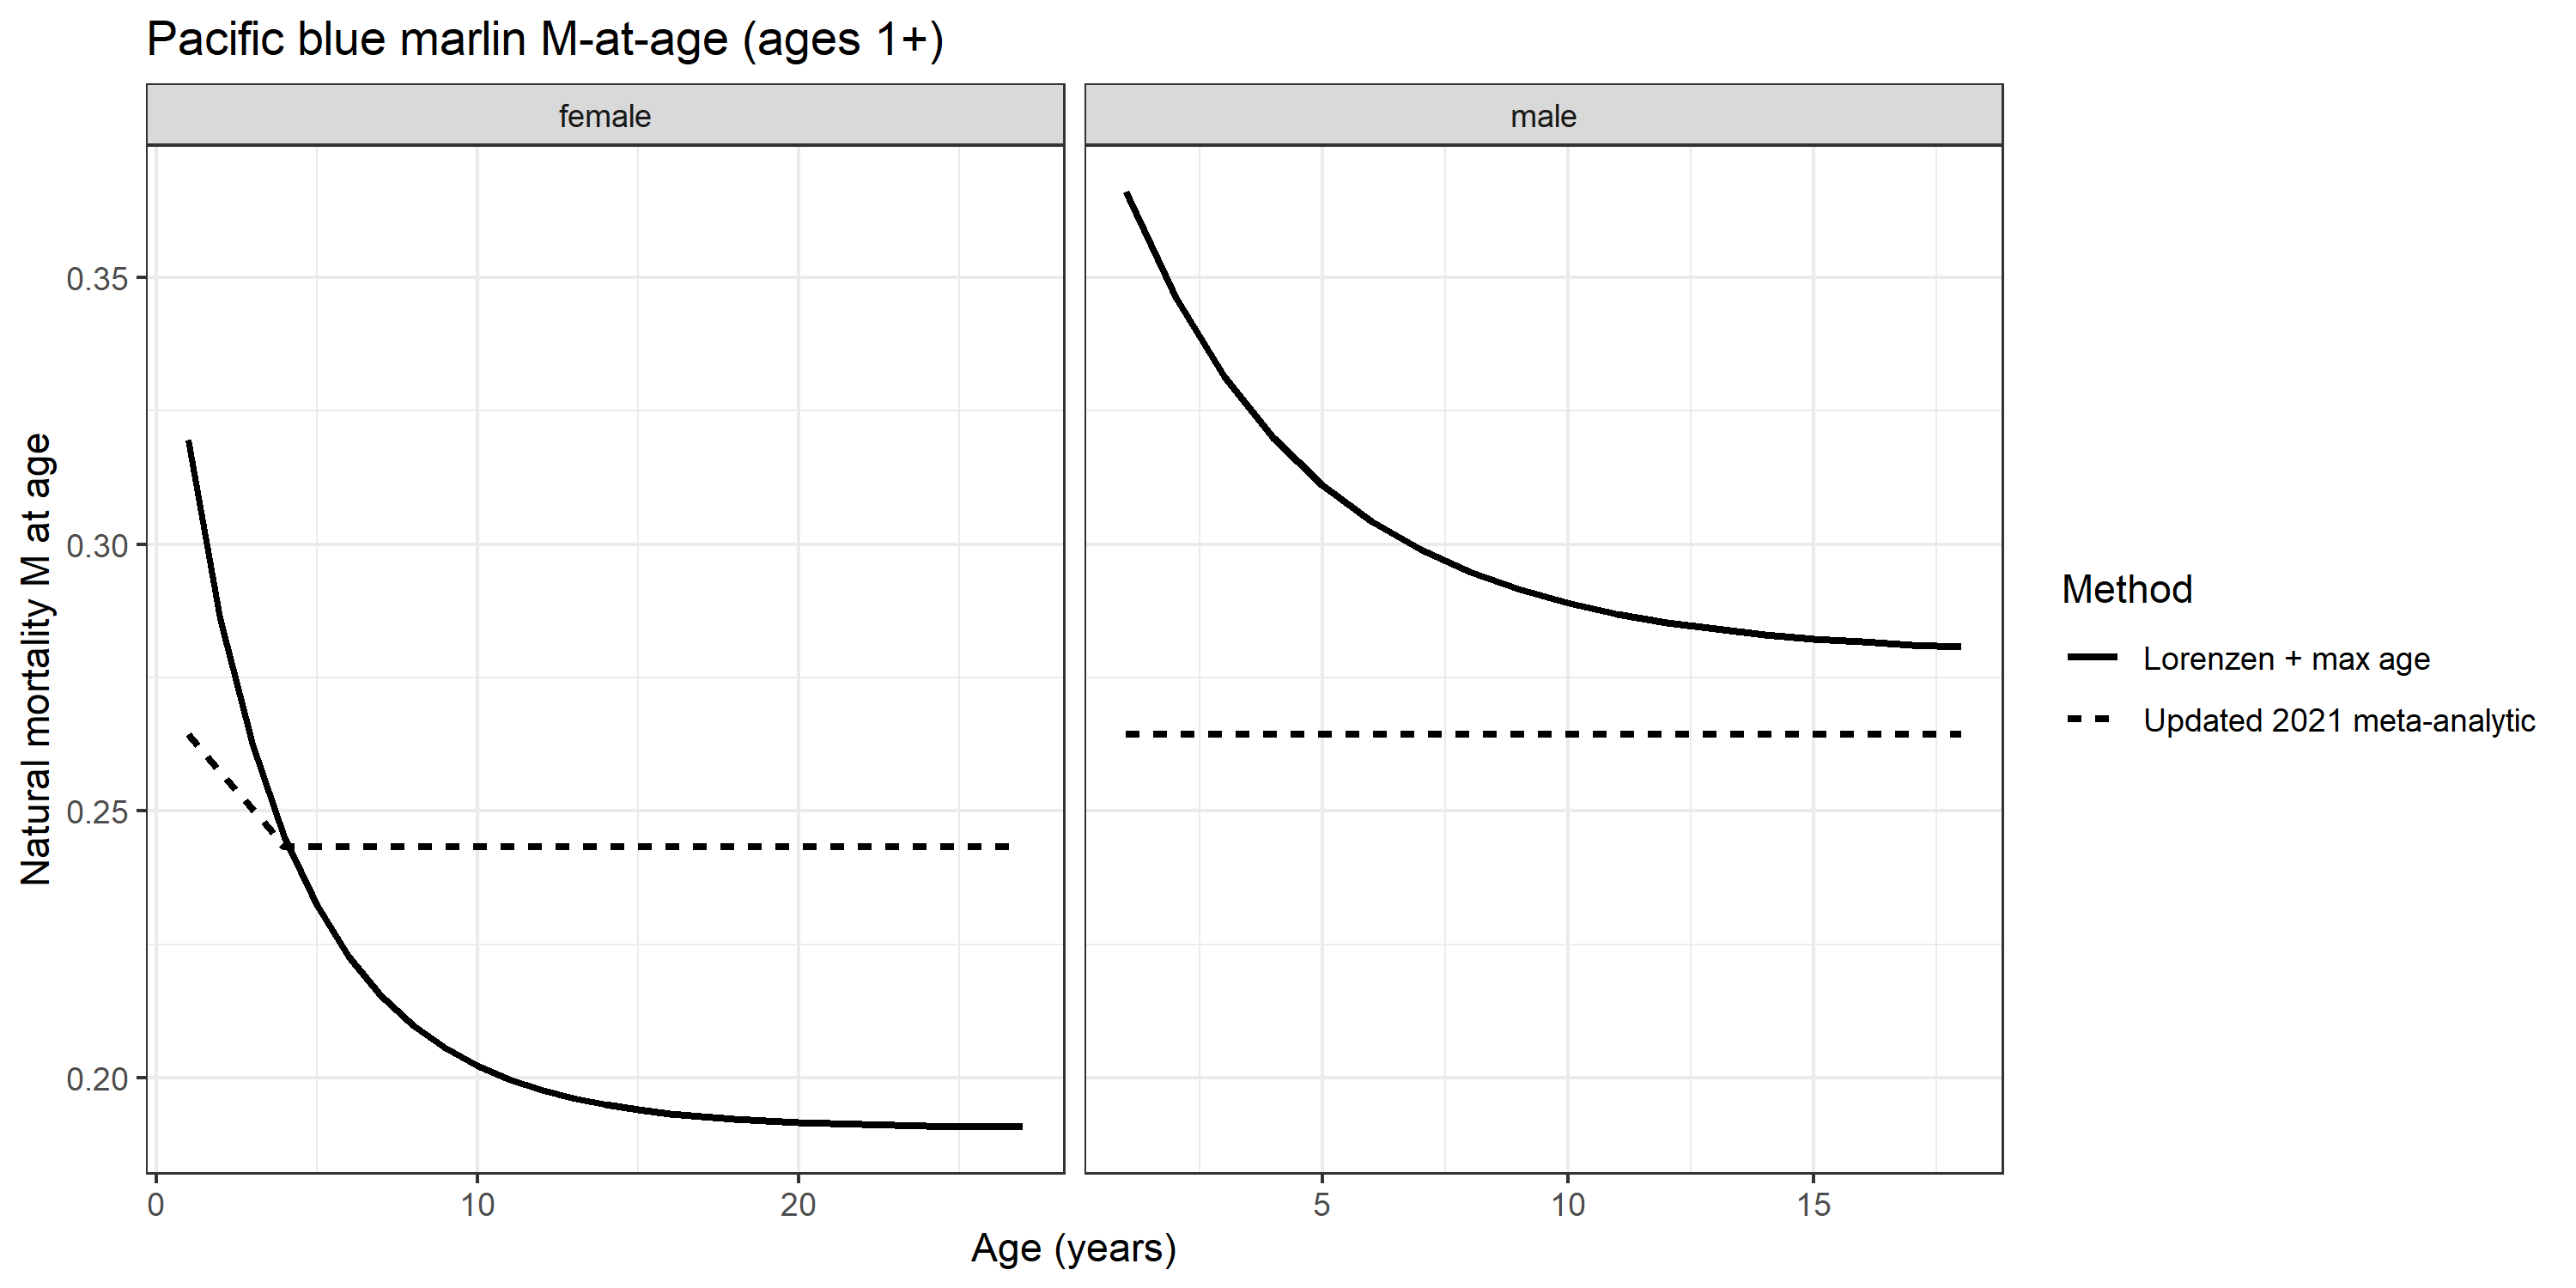 Pacific blue marlin M-at-age (ages 1+)
female
male
Natural mortality M at age
0.35
0.30
0.25
0.20
0
10
20
5
10
15
Age (years)
Method
Lorenzen + max age
Updated 2021 meta-analytic